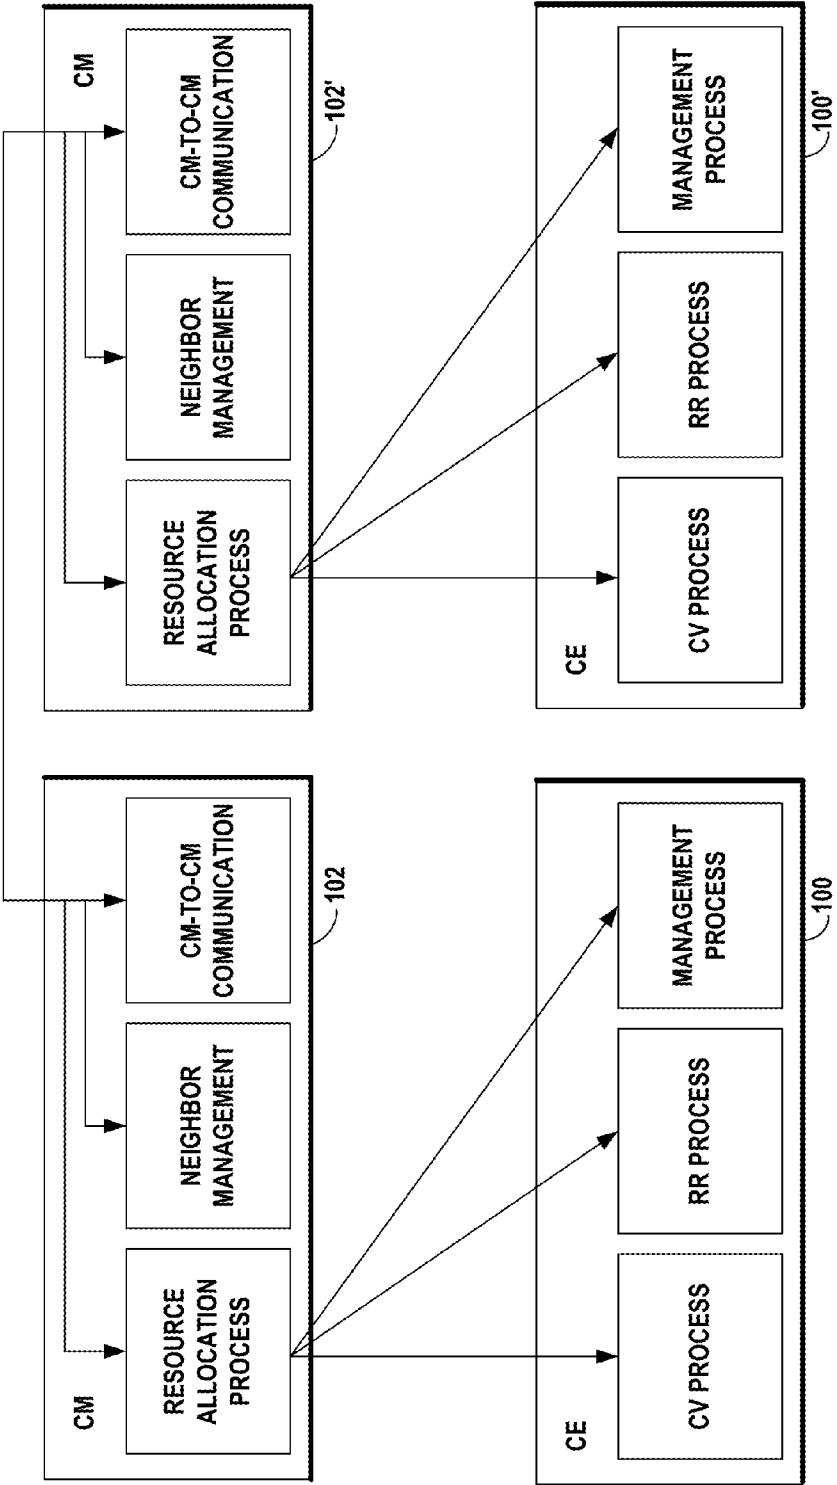 CM
RESOURCE
ALLOCATION
PROCESS
NEIGHBOR
MANAGEMENT
CM-TO-CM
COMMUNICATION
102
RESOURCE
ALLOCATION
PROCESS
NEIGHBOR
MANAGEMENT
CM-TO-CM
COMMUNICATION
CM
102'
CE
CV PROCESS
RR PROCESS
MANAGEMENT
PROCESS
100
CE
CV PROCESS
RR PROCESS
MANAGEMENT
PROCESS
100'